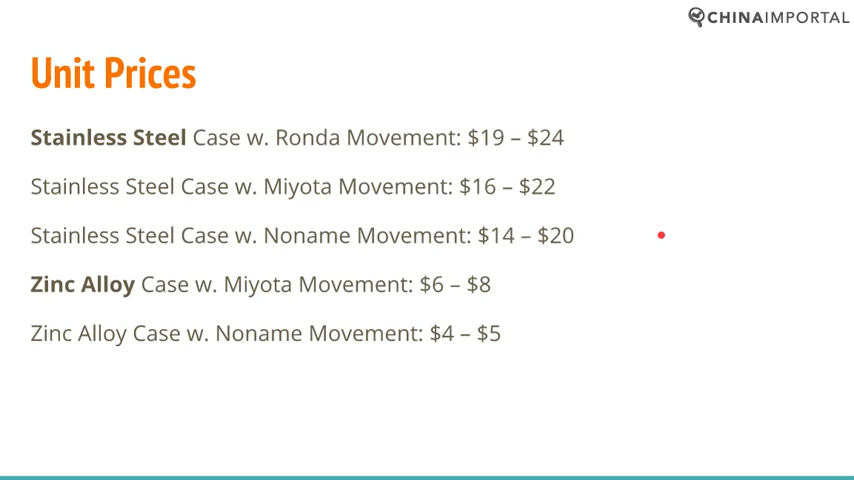 CHINAIMPORTAL
Unit Prices
Stainless Steel Case w. Ronda Movement: $19 – $24
Stainless Steel Case w. Miyota Movement: $16 – $22
Stainless Steel Case w. Noname Movement: $14 – $20
Zinc Alloy Case w. Miyota Movement: $6 – $8
Zinc Alloy Case w. Noname Movement: $4 – $5